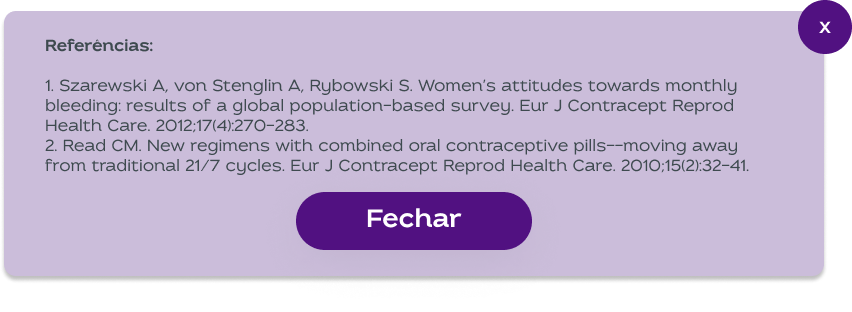 x
Referências:
1. Szarewski A, von Stenglin A, Rybowski S. Women's attitudes towards monthly
bleeding: results of a global population-based survey. Eur J Contracept Reprod
Health Care. 2012;17(4):270-283.
2. Read CM. New regimens with combined oral contraceptive pills--moving away
from traditional 21/7 cycles. Eur J Contracept Reprod Health Care. 2010;15(2):32-41.
Fechar